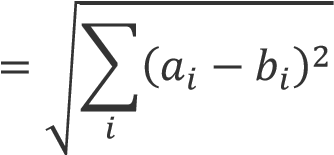 = √∑ᵢ(aᵢ − bᵢ)²